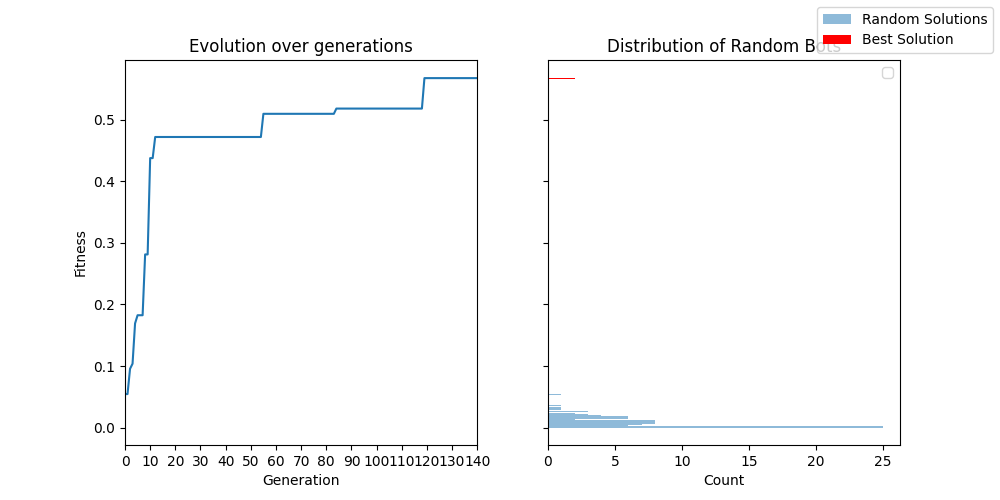 Random Solutions
Best Solution
Evolution over generations
Distribution of Random Bots
Fitness
0.5
0.4
0.3
0.2
0.1
0.0
0 10 20 30 40 50 60 70 80 90 100 110 120 130 140
Generation
0 5 10 15 20 25
Count